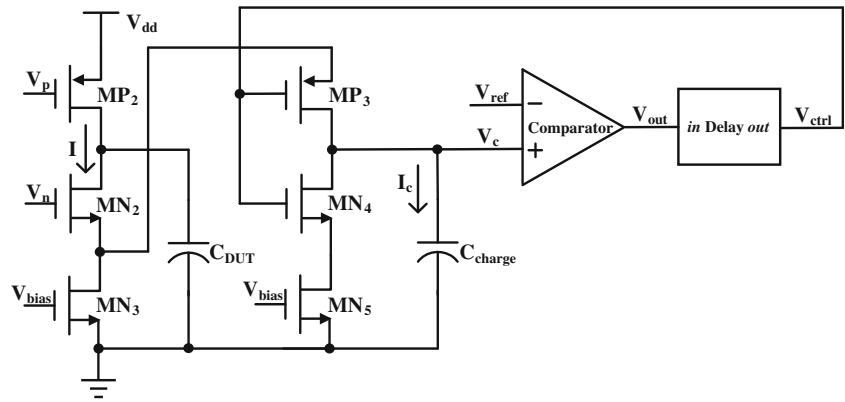 V_dd
V_p
MP_2
MP_3
V_ref
Comparator
V_out
in Delay out
V_ctrl
I
V_c
V_n
MN_2
MN_4
I_c
C_DUT
C_charge
V_bias
MN_3
V_bias
MN_5